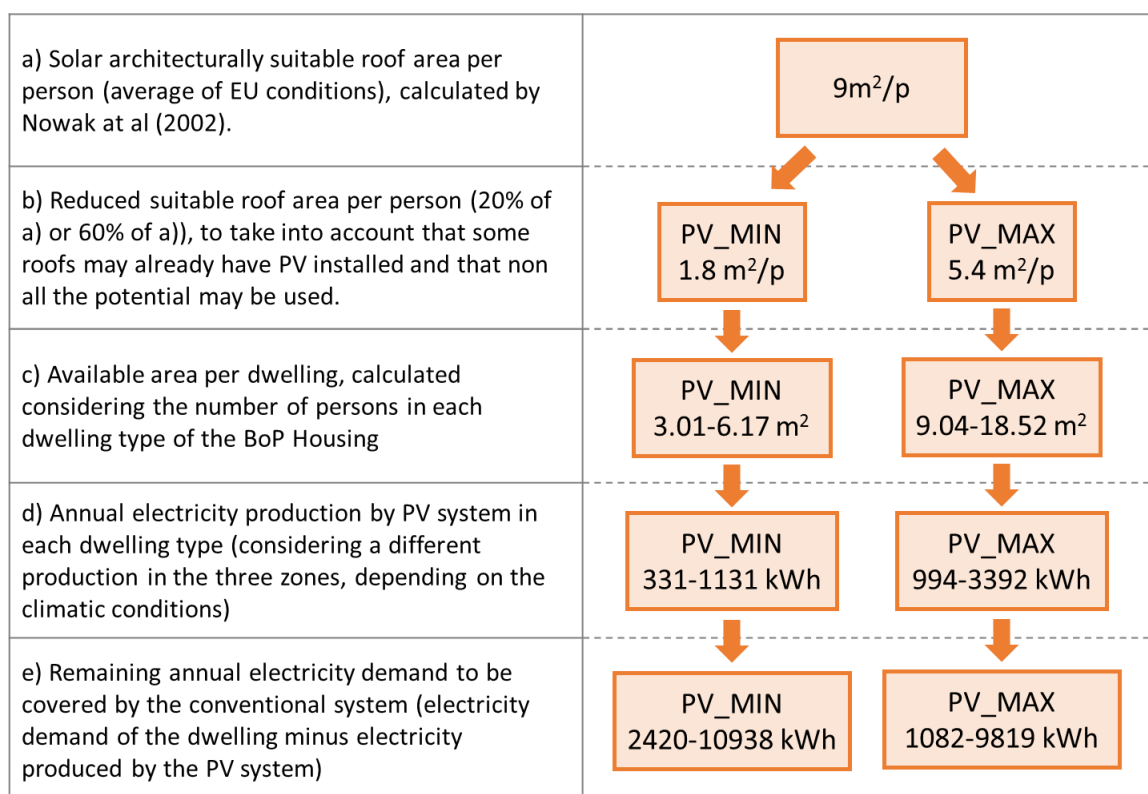 a) Solar architecturally suitable roof area per
person (average of EU conditions), calculated by
Nowak at al (2002).
9m²/p
b) Reduced suitable roof area per person (20% of
a) or 60% of a)), to take into account that some
roofs may already have PV installed and that non
all the potential may be used.
PV_MIN
1.8 m²/p
PV_MAX
5.4 m²/p
c) Available area per dwelling, calculated
considering the number of persons in each
dwelling type of the BoP Housing
PV_MIN
3.01-6.17 m²
PV_MAX
9.04-18.52 m²
d) Annual electricity production by PV system in
each dwelling type (considering a different
production in the three zones, depending on the
climatic conditions)
PV_MIN
331-1131 kWh
PV_MAX
994-3392 kWh
e) Remaining annual electricity demand to be
covered by the conventional system (electricity
demand of the dwelling minus electricity
produced by the PV system)
PV_MIN
2420-10938 kWh
PV_MAX
1082-9819 kWh